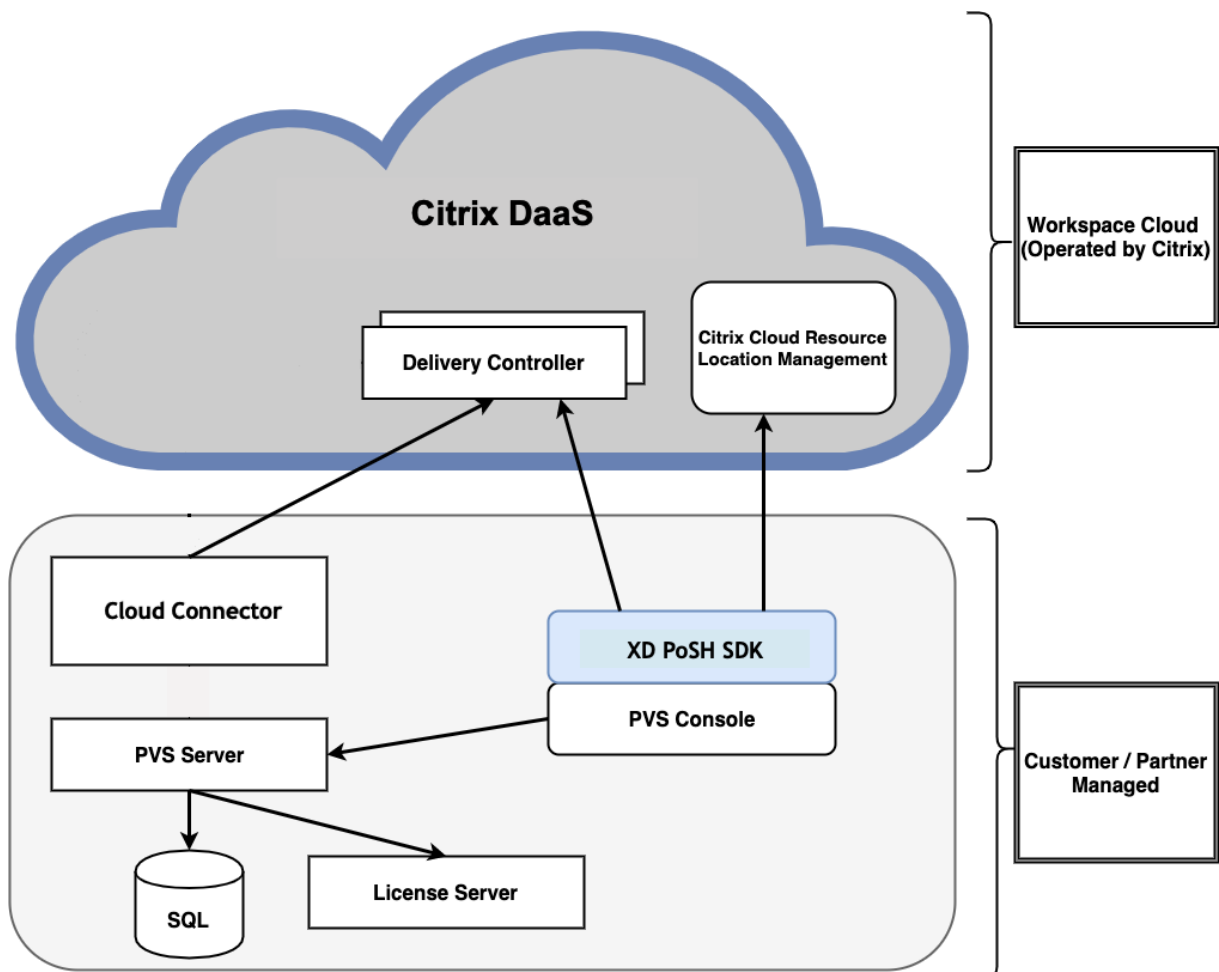 Citrix DaaS
Workspace Cloud
(Operated by Citrix)
Delivery Controller
Citrix Cloud Resource
Location Management
Cloud Connector
XD PoSH SDK
PVS Console
PVS Server
Customer / Partner
Managed
License Server
SQL